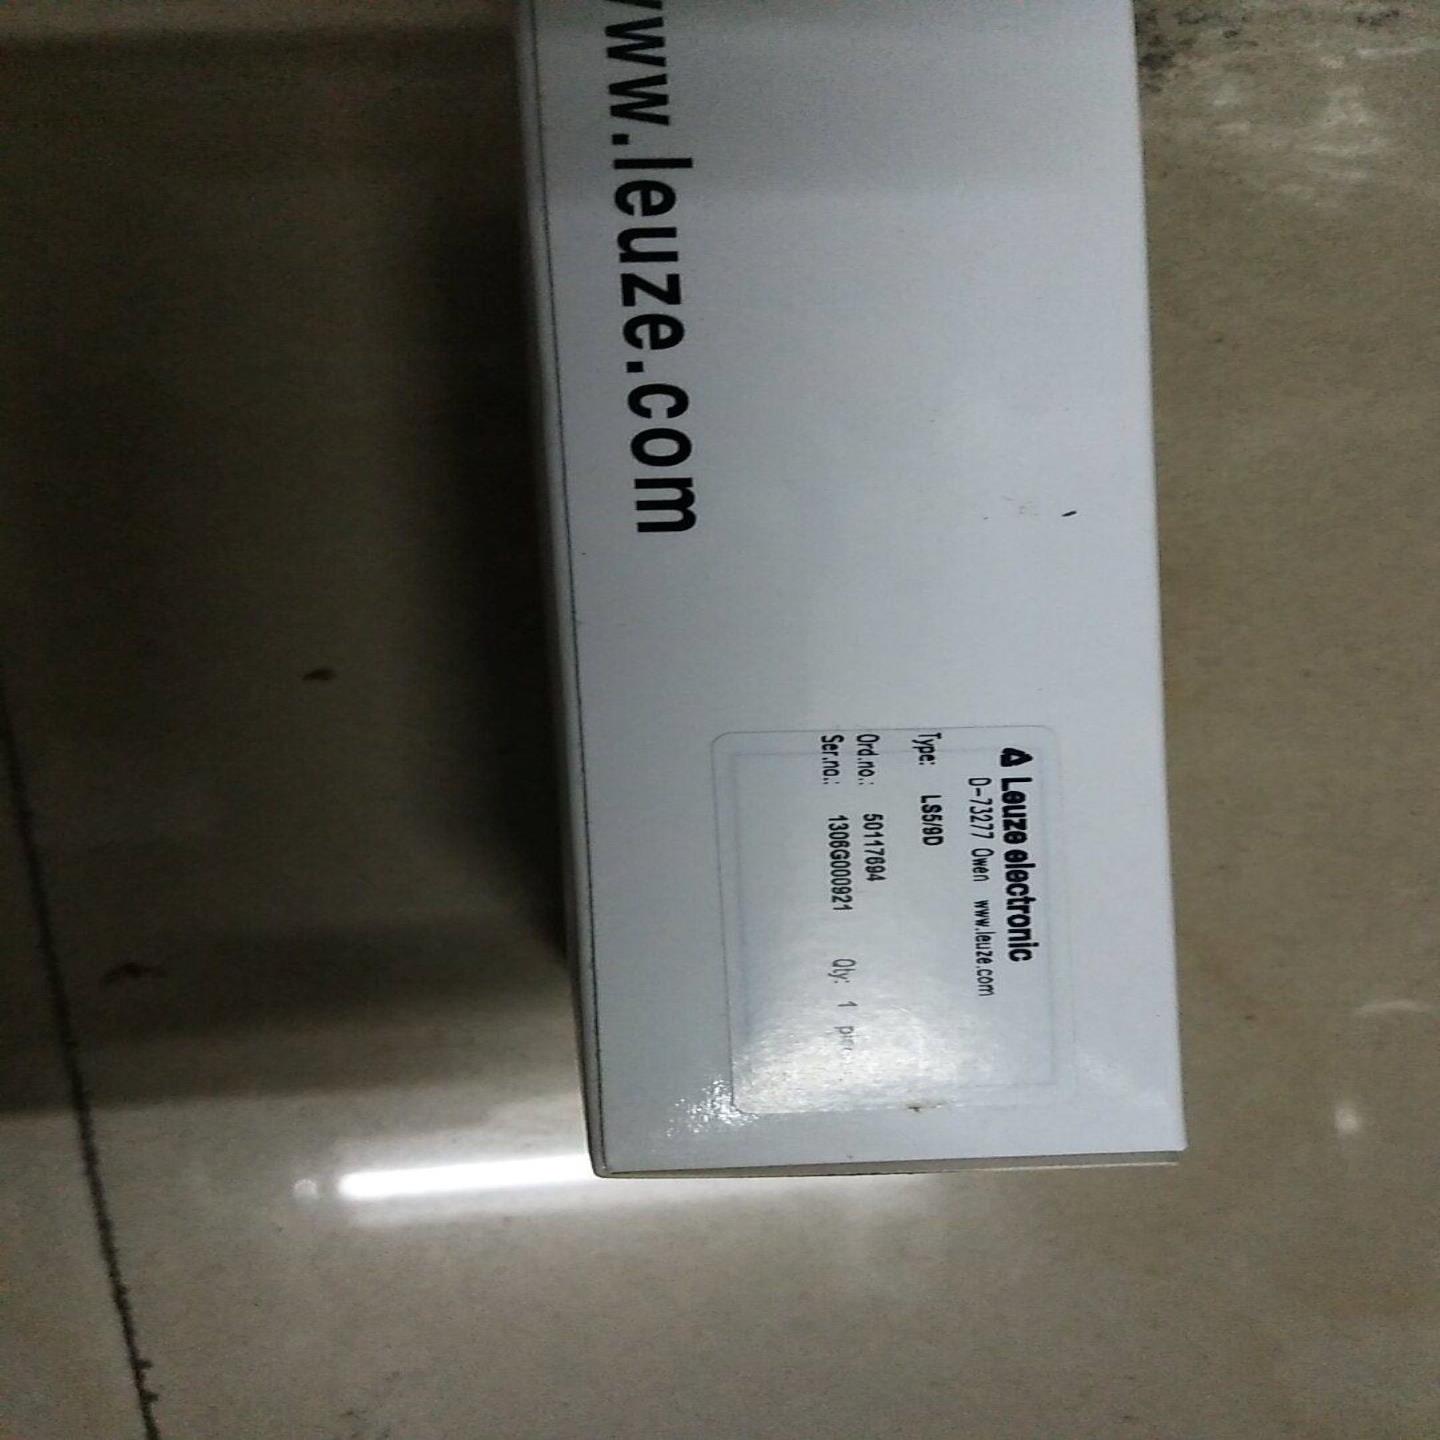 www.leuze.com
Leuze electronic
D-73277 Owen www.leuze.com
Type: LS5/9D
Ord.no.: 50117694
Ser.no.: 1306G000921 Qty: 1